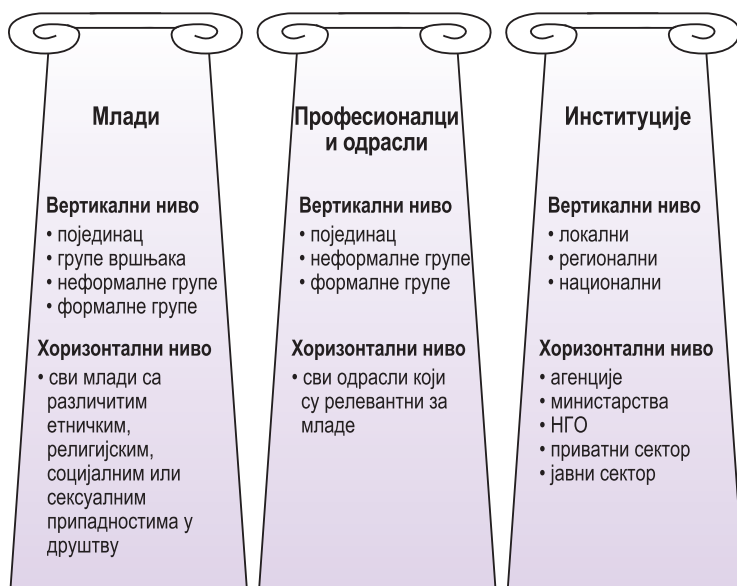 Млади
Вертикални ниво
• појединац
• групе вршњака
• неформалне групе
• формалне групе
Хоризонтални ниво
• сви млади са
различитим
етничким,
религијским,
социјалним или
сексуалним
припадностима у
друштву
Професионалци
и одрасли
Вертикални ниво
• појединац
• неформалне групе
• формалне групе
Хоризонтални ниво
• сви одрасли који
су релевантни за
младе
Институције
Вертикални ниво
• локални
• регионални
• национални
Хоризонтални ниво
• агенције
• министарства
• НГО
• приватни сектор
• јавни сектор